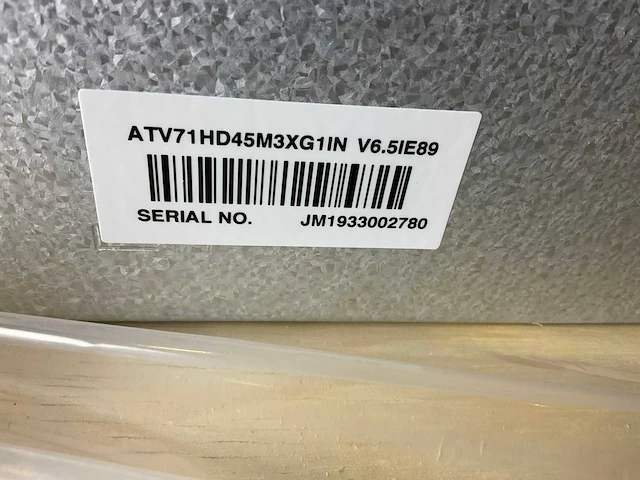 ATV71HD45M3XG1IN V6.5IE89
SERIAL NO. JM1933002780